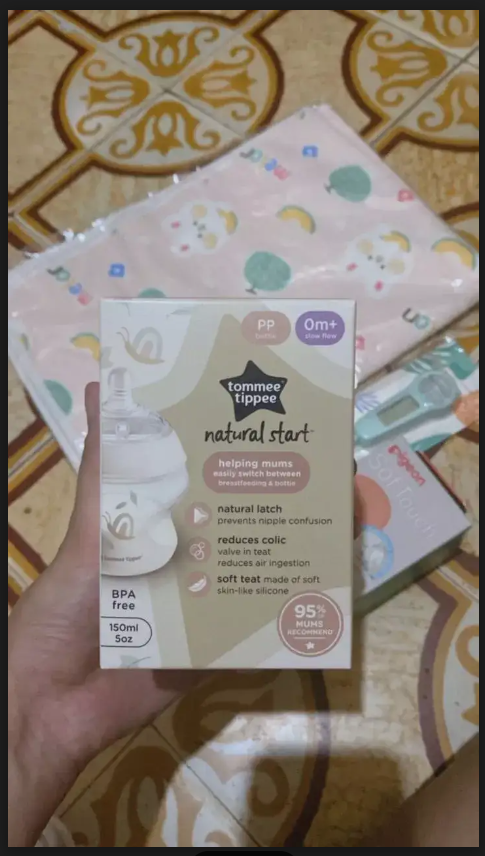 PP
bottle
0m+
slow flow
tommee
tippee
natural start
helping mums
easily switch between
breastfeeding & bottle
natural latch
prevents nipple confusion
reduces colic
valve in teat
reduces air ingestion
soft teat made of soft
skin-like silicone
BPA
free
150ml
5oz
95%
MUMS
RECOMMEND
tommee tippee
pigeon